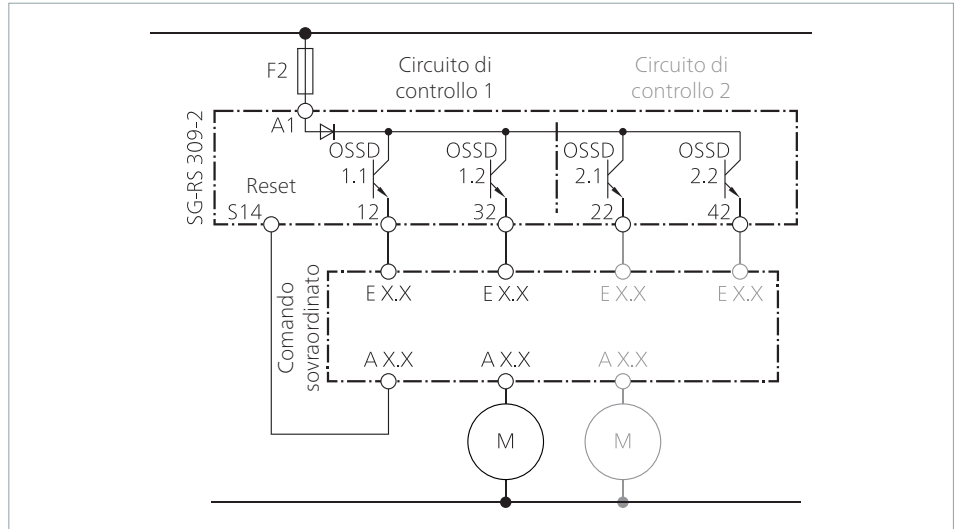 F2
Circuito di
controllo 1
Circuito di
controllo 2
SG-RS 309-2
A1
OSSD
1.1
OSSD
1.2
OSSD
2.1
OSSD
2.2
Reset
S14
12
32
22
42
Comando
sovraordinato
E X.X
E X.X
E X.X
E X.X
A X.X
A X.X
A X.X
M
M